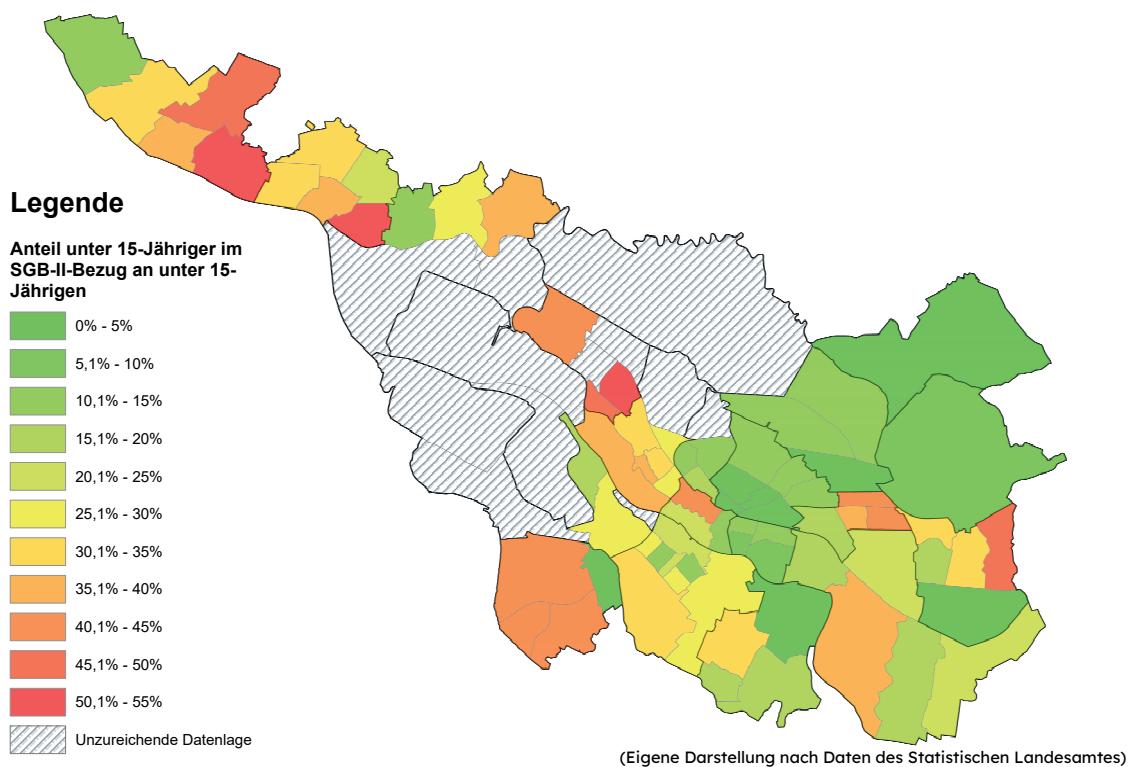 Legende
Anteil unter 15-Jähriger im
SGB-II-Bezug an unter 15-
Jährigen
0% - 5%
5,1% - 10%
10,1% - 15%
15,1% - 20%
20,1% - 25%
25,1% - 30%
30,1% - 35%
35,1% - 40%
40,1% - 45%
45,1% - 50%
50,1% - 55%
Unzureichende Datenlage
(Eigene Darstellung nach Daten des Statistischen Landesamtes)